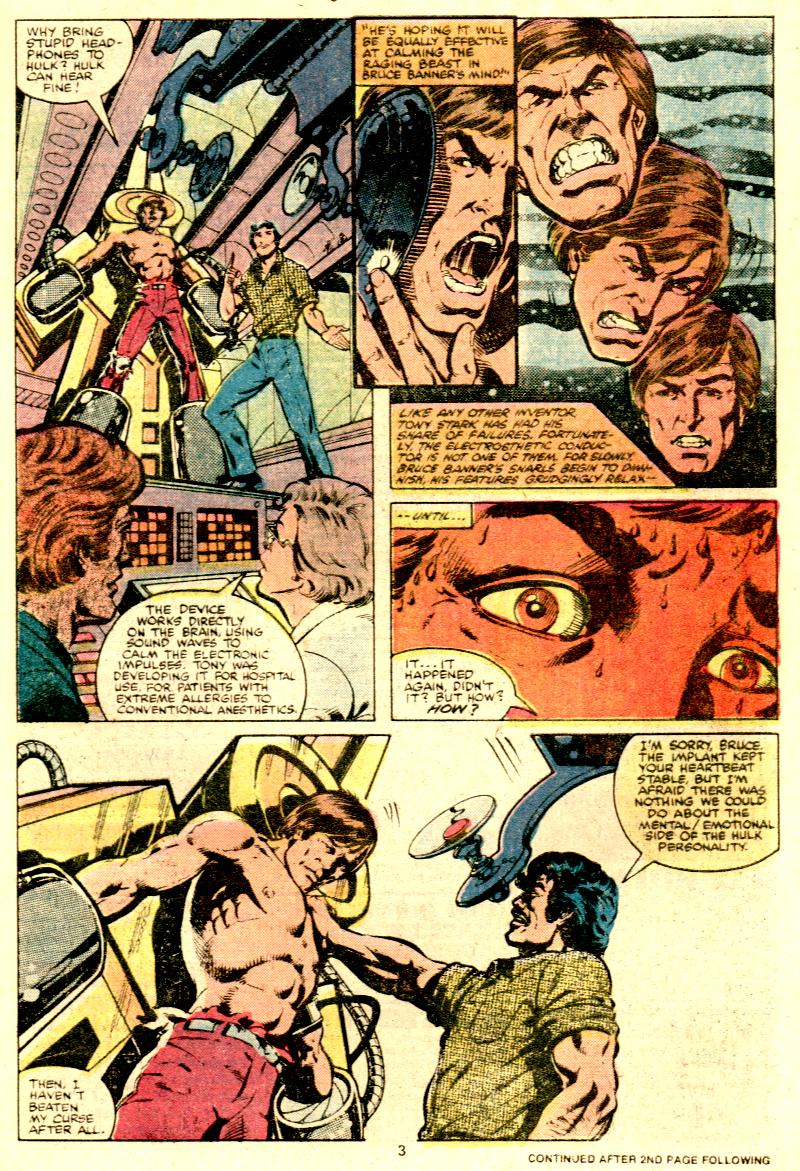 WHY BRING
STUPID HEAD-
PHONES TO
HULK? HULK
CAN HEAR
FINE!
"HE'S HOPING IT WILL
BE EQUALLY EFFECTIVE
AT CALMING THE
RAGING BEAST IN
BRUCE BANNER'S MIND!"
THE DEVICE
WORKS DIRECTLY
ON THE BRAIN, USING
SOUND WAVES TO
CALM THE ELECTRONIC
IMPULSES. TONY WAS
DEVELOPING IT FOR HOSPITAL
USE, FOR PATIENTS WITH
EXTREME ALLERGIES TO
CONVENTIONAL ANESTHETICS.
LIKE ANY OTHER INVENTOR,
TONY STARK HAS HAD HIS
SHARE OF FAILURES. FORTUNATE-
LY, THE ELECTROSTHETIC CONDUC-
TOR IS NOT ONE OF THEM. FOR SLOWLY,
BRUCE BANNER'S SNARLS BEGIN TO DIMI-
NISH, HIS FEATURES GRUDGINGLY RELAX--
--UNTIL...
IT... IT
HAPPENED
AGAIN, DIDN'T
IT? BUT HOW?
HOW?
I'M SORRY, BRUCE.
THE IMPLANT KEPT
YOUR HEARTBEAT
STABLE, BUT I'M
AFRAID THERE WAS
NOTHING WE COULD
DO ABOUT THE
MENTAL/EMOTIONAL
SIDE OF THE HULK
PERSONALITY.
THEN, I
HAVEN'T
BEATEN
MY CURSE
AFTER ALL.
3
CONTINUED AFTER 2ND PAGE FOLLOWING